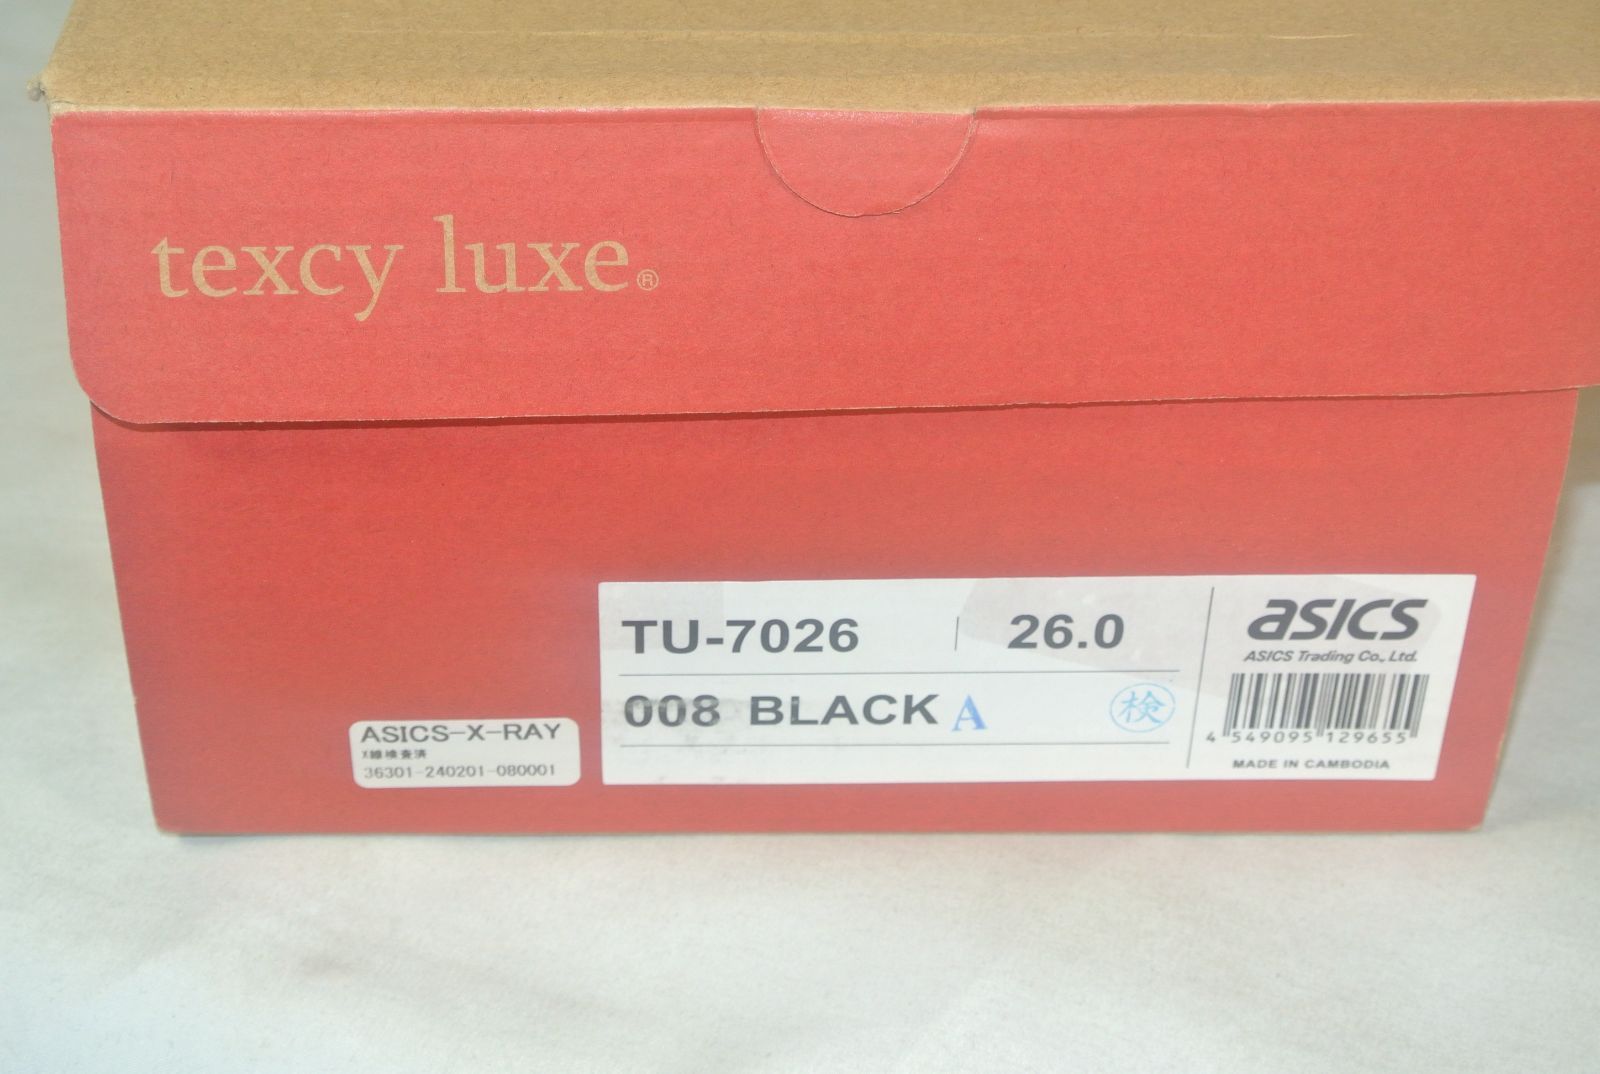 texcy luxe®
TU-7026 26.0
008 BLACK A 検
asics
ASICS Trading Co., Ltd.
4 549095 129655
MADE IN CAMBODIA
ASICS-X-RAY
X線検査済
36301-240201-080001